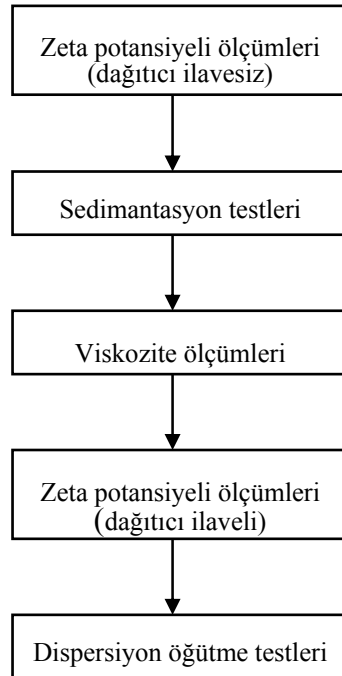 Zeta potansiyeli ölçümleri
(dağıtıcı ilavesiz)
Sedimantasyon testleri
Viskozite ölçümleri
Zeta potansiyeli ölçümleri
(dağıtıcı ilaveli)
Dispersiyon öğütme testleri